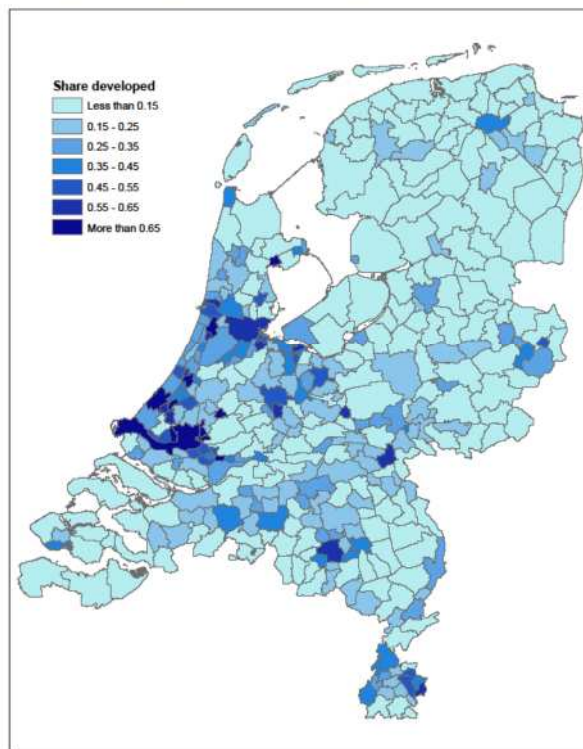 Share developed
Less than 0.15
0.15 - 0.25
0.25 - 0.35
0.35 - 0.45
0.45 - 0.55
0.55 - 0.65
More than 0.65